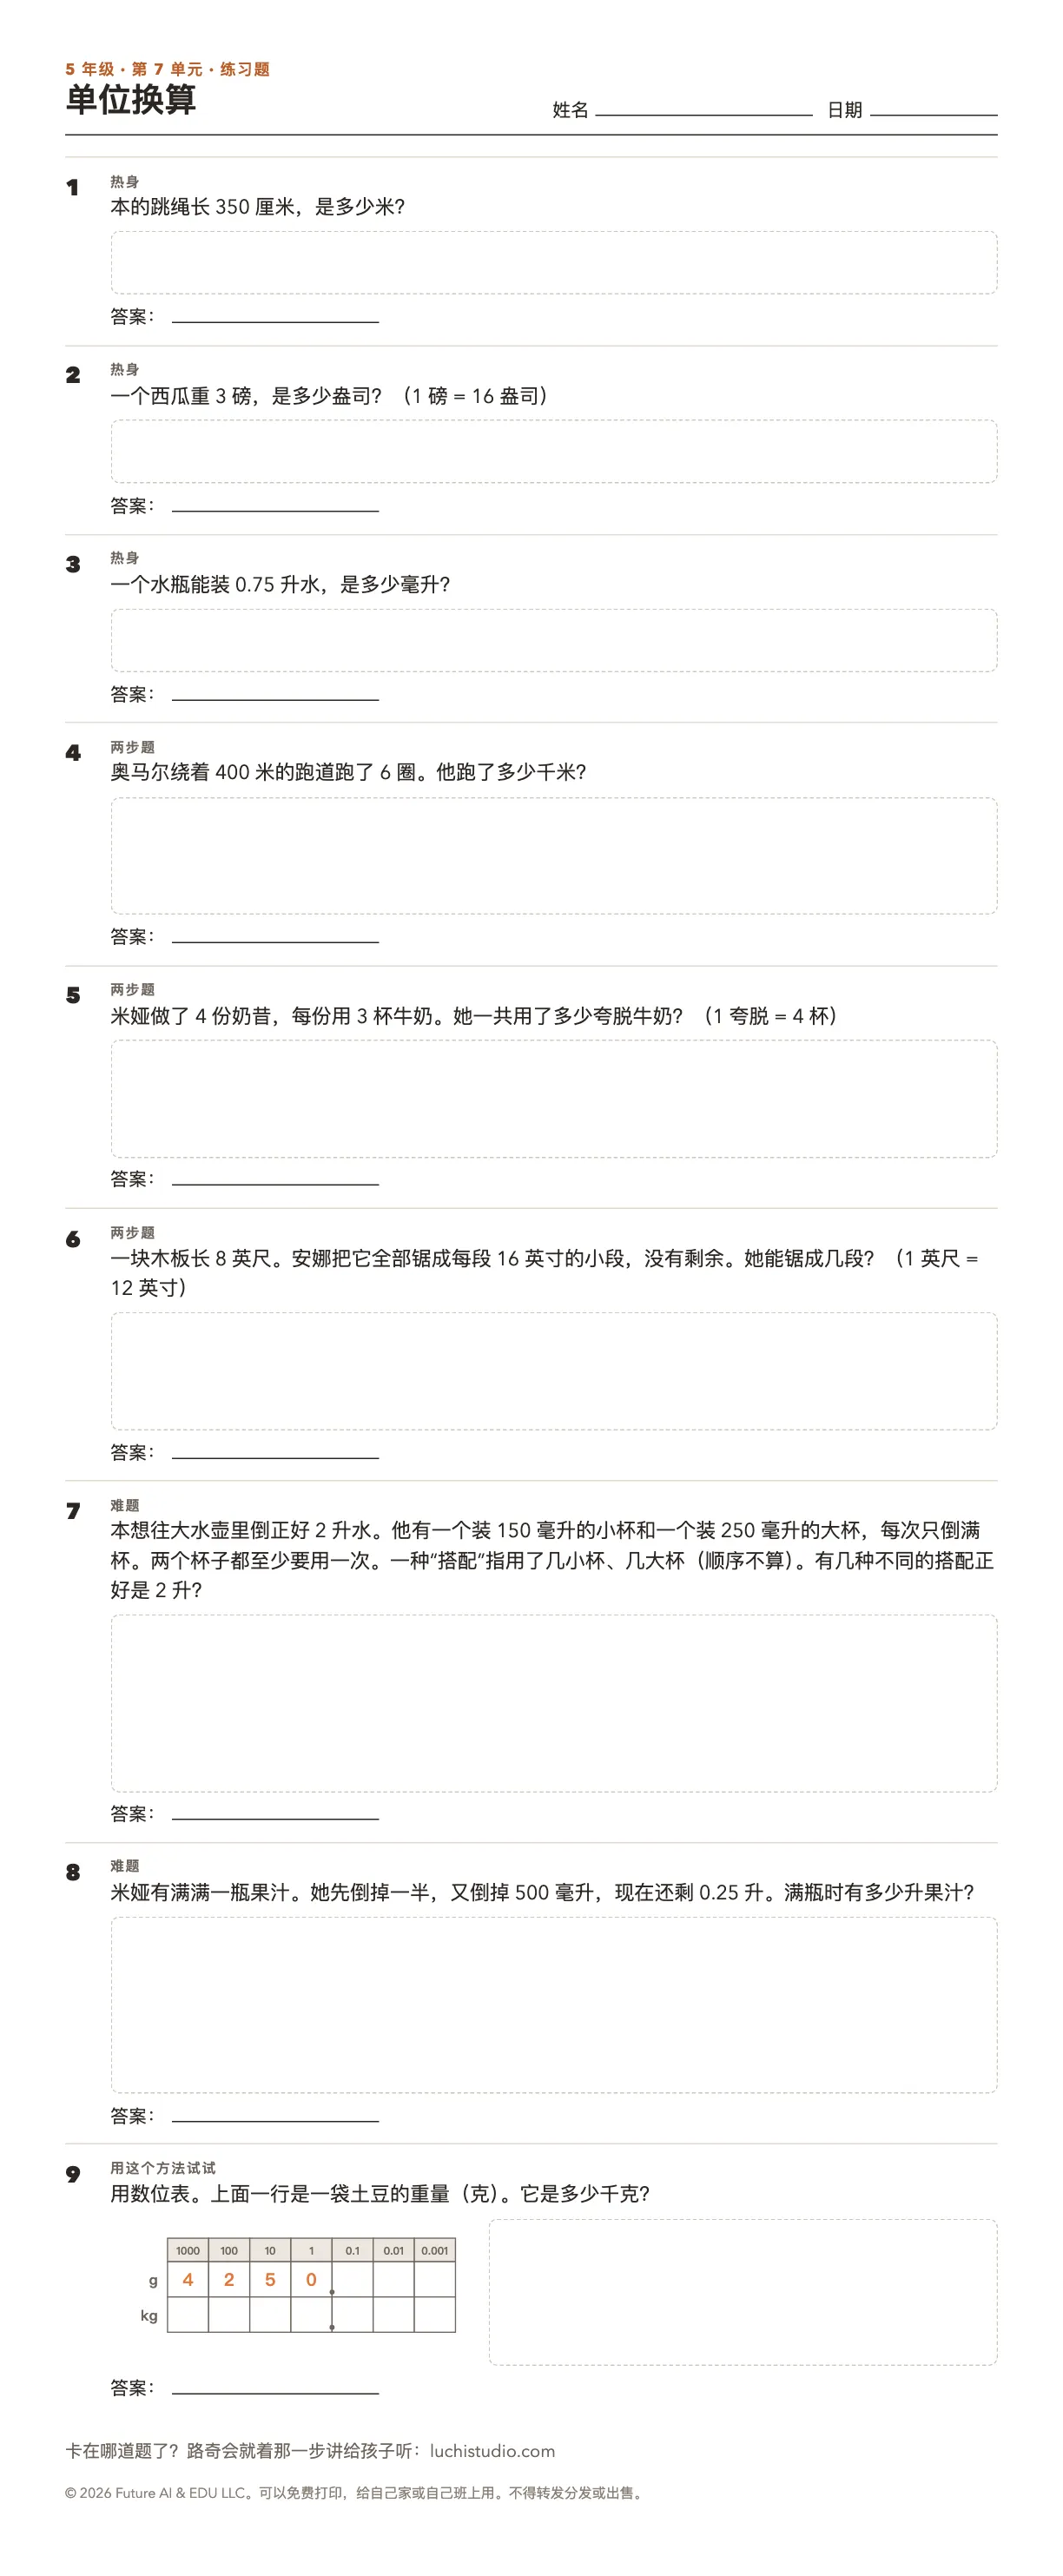 5 年级 · 第 7 单元 · 练习题
单位换算
姓名 日期
1
热身
本的跳绳长 350 厘米，是多少米？
答案：
2
热身
一个西瓜重 3 磅，是多少盎司？（1 磅 = 16 盎司）
答案：
3
热身
一个水瓶能装 0.75 升水，是多少毫升？
答案：
4
两步题
奥马尔绕着 400 米的跑道跑了 6 圈。他跑了多少千米？
答案：
5
两步题
米娅做了 4 份奶昔，每份用 3 杯牛奶。她一共用了多少夸脱牛奶？（1 夸脱 = 4 杯）
答案：
6
两步题
一块木板长 8 英尺。安娜把它全部锯成每段 16 英寸的小段，没有剩余。她能锯成几段？（1 英尺 =
12 英寸）
答案：
7
难题
本想往大水壶里倒正好 2 升水。他有一个装 150 毫升的小杯和一个装 250 毫升的大杯，每次只倒满
杯。两个杯子都至少要用一次。一种“搭配”指用了几小杯、几大杯（顺序不算）。有几种不同的搭配正
好是 2 升？
答案：
8
难题
米娅有满满一瓶果汁。她先倒掉一半，又倒掉 500 毫升，现在还剩 0.25 升。满瓶时有多少升果汁？
答案：
9
用这个方法试试
用数位表。上面一行是一袋土豆的重量（克）。它是多少千克？
1000 100 10 1 0.1 0.01 0.001
g 4 2 5 0 .
kg .
答案：
卡在哪道题了？路奇会就着那一步讲给孩子听：luchistudio.com
© 2026 Future AI & EDU LLC。可以免费打印，给自己家或自己班上用。不得转发分发或出售。